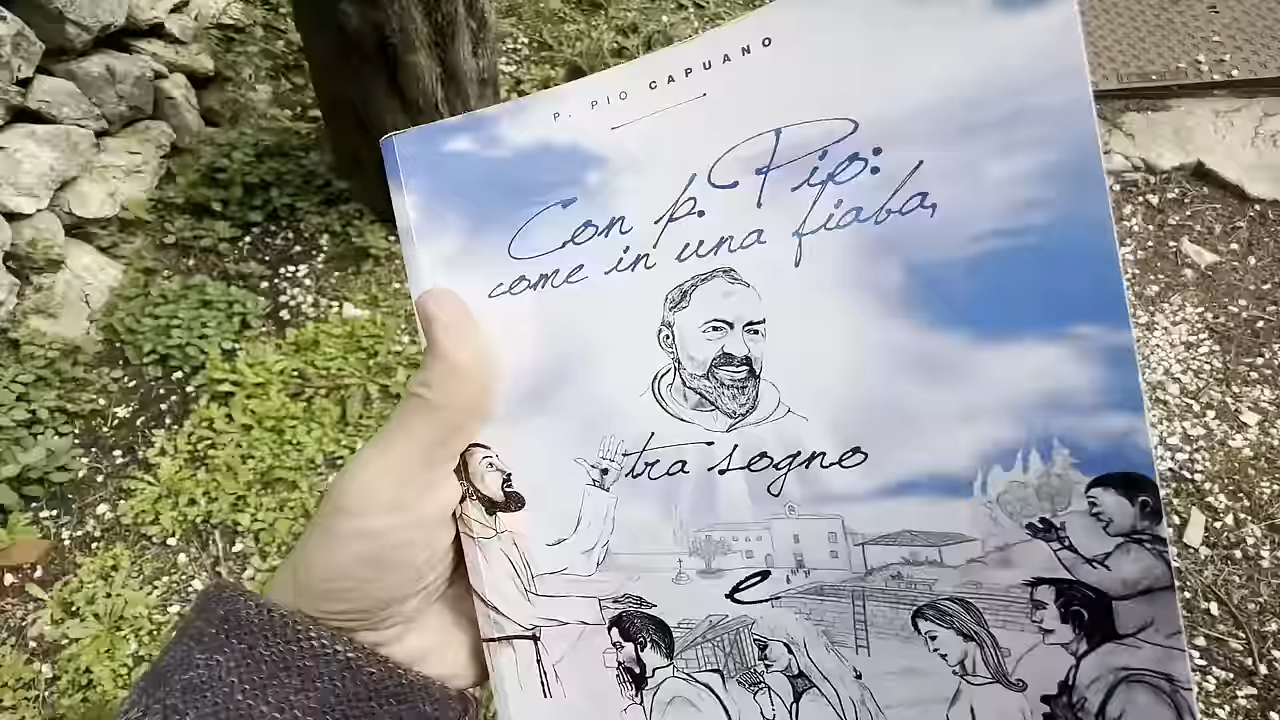 P. PIO CAPUANO
Con p. Pio:
come in una fiaba,
tra sogno
e